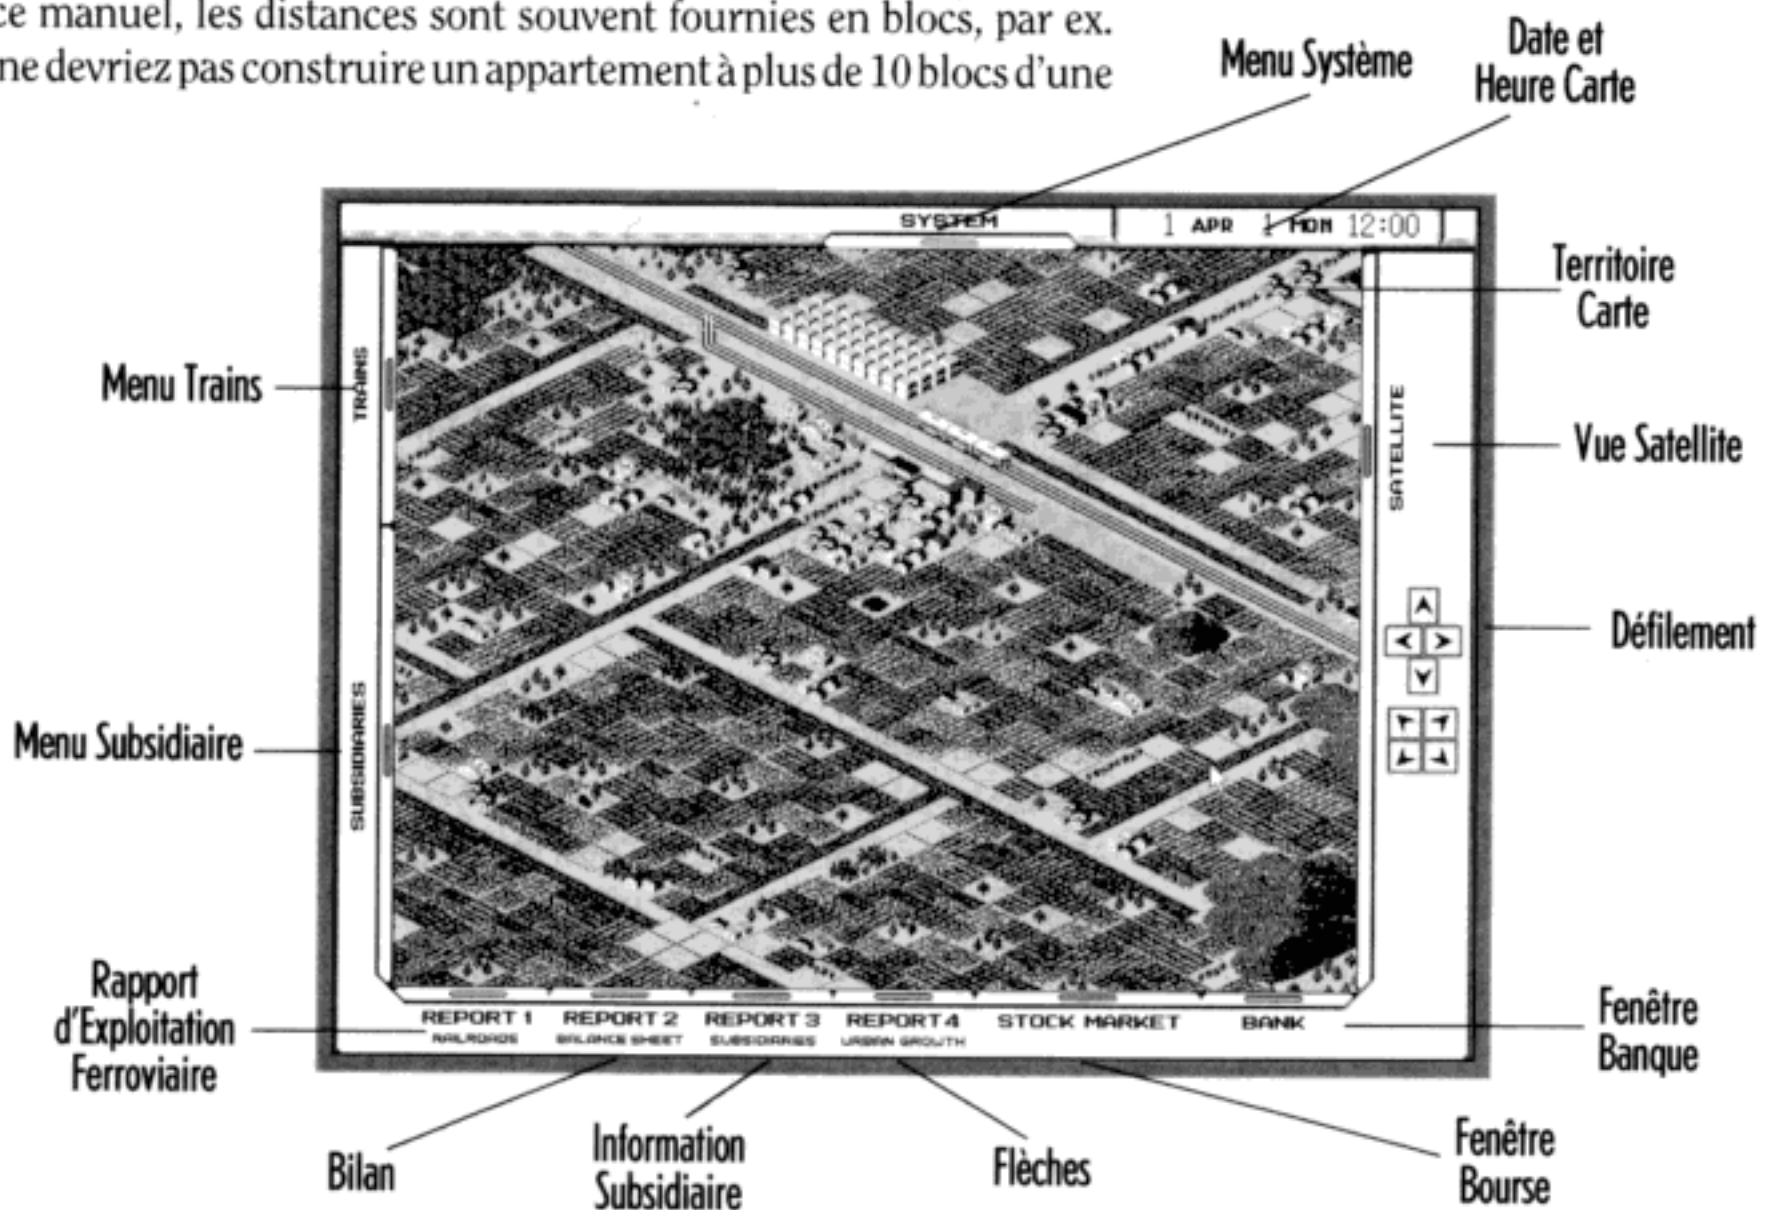 ce manuel, les distances sont souvent fournies en blocs, par ex.
ne devriez pas construire un appartement à plus de 10 blocs d'une
Menu Système
Date et
Heure Carte
SYSTEM
1 APR 1 MON 12:00
Territoire
Carte
TRAINS
Menu Trains
SATELLITE
Vue Satellite
Défilement
SUBSIDIARIES
Menu Subsidiaire
Rapport
d'Exploitation
Ferroviaire
REPORT 1
RAILROADS
REPORT 2
BALANCE SHEET
REPORT 3
SUBSIDIARIES
REPORT 4
URBAN GROWTH
STOCK MARKET
BANK
Fenêtre
Banque
Bilan
Information
Subsidiaire
Flèches
Fenêtre
Bourse